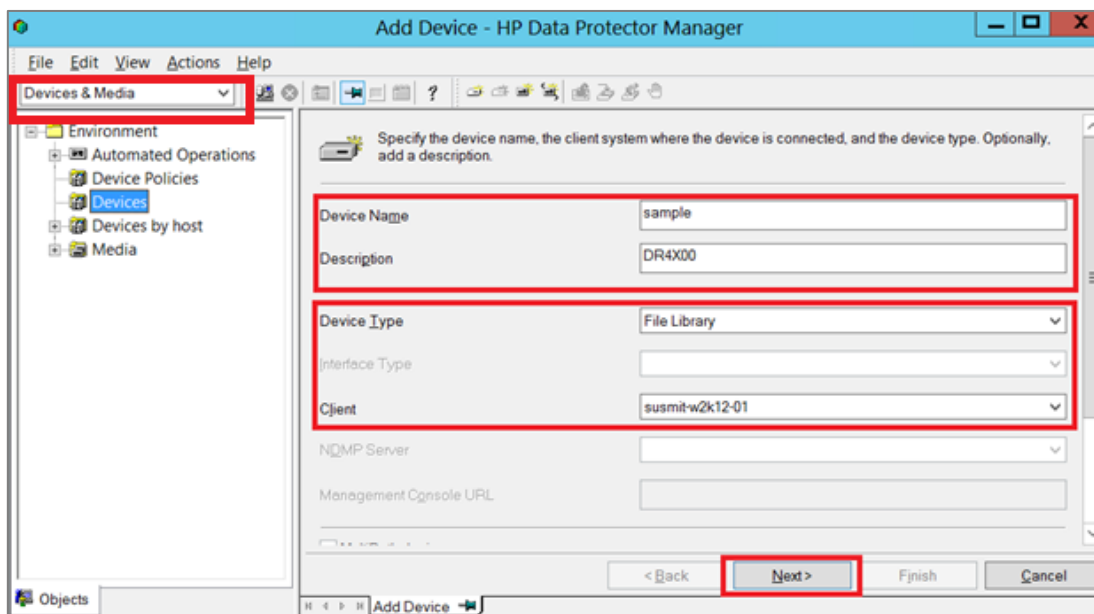 Add Device - HP Data Protector Manager
File Edit View Actions Help
Devices & Media
?
Environment
Automated Operations
Device Policies
Devices
Devices by host
Media
Specify the device name, the client system where the device is connected, and the device type. Optionally,
add a description.
Device Name
sample
Description
DR4X00
Device Type
File Library
Interface Type
Client
susmit-w2k12-01
NDMP Server
Management Console URL
< Back
Next >
Finish
Cancel
Objects
Add Device